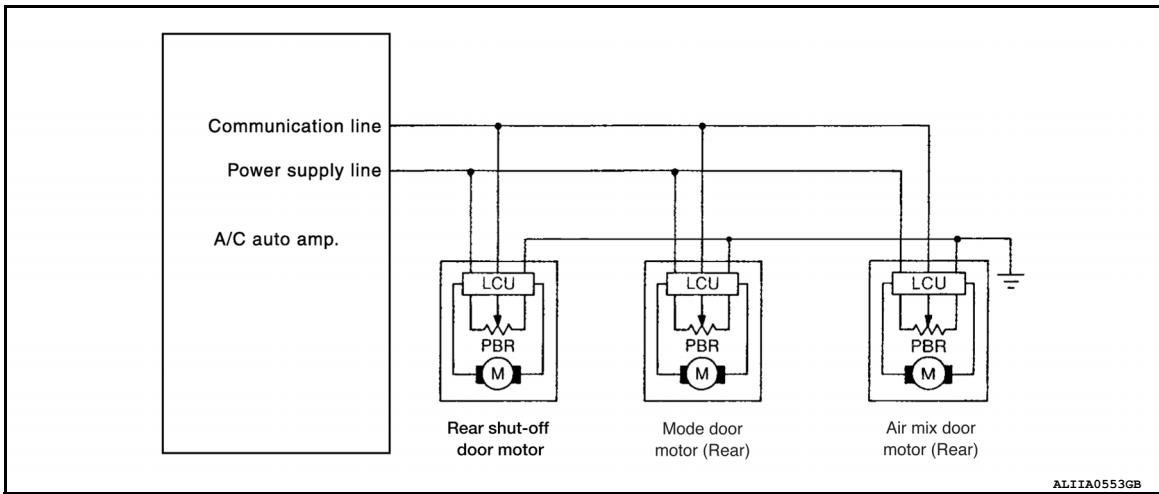 Communication line
Power supply line
A/C auto amp.
LCU
LCU
LCU
PBR
PBR
PBR
M
M
M
Rear shut-off
door motor
Mode door
motor (Rear)
Air mix door
motor (Rear)
ALIIA0553GB